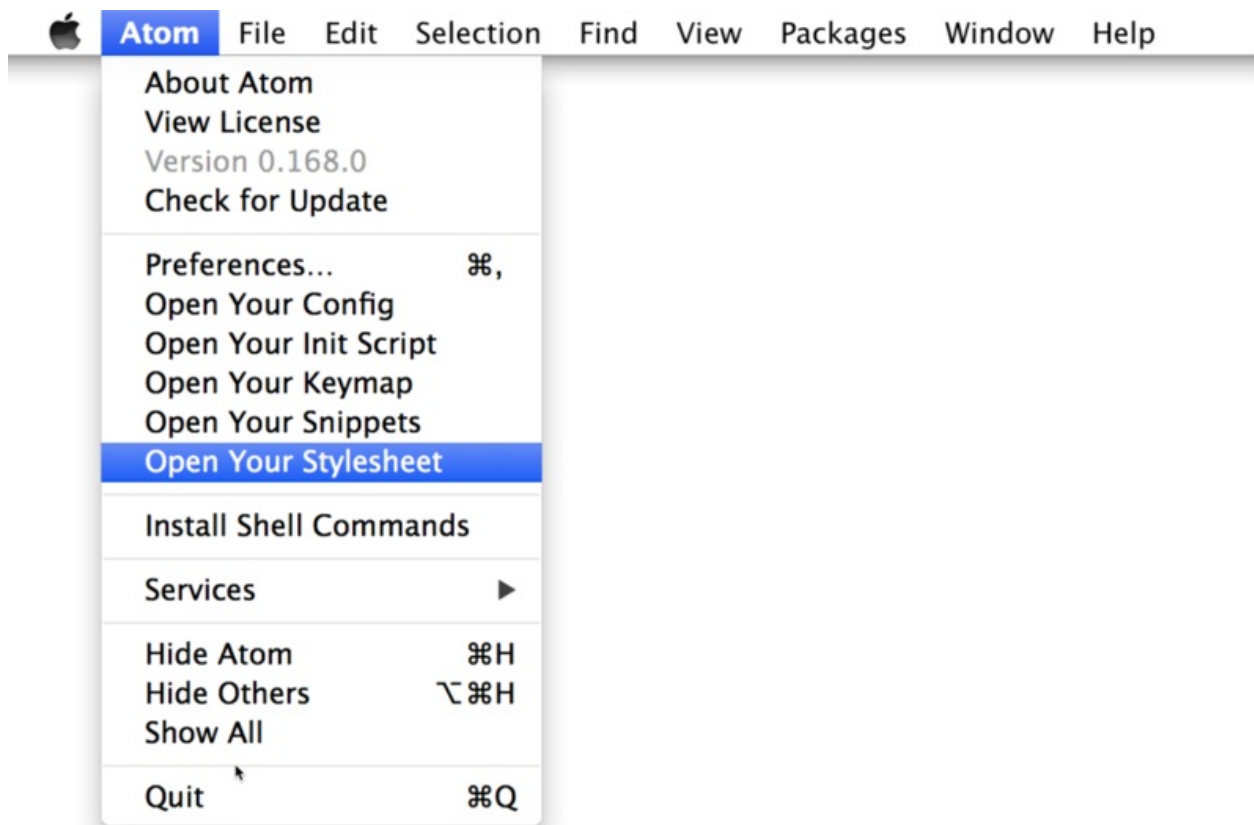 Atom File Edit Selection Find View Packages Window Help
About Atom
View License
Version 0.168.0
Check for Update
Preferences... ⌘,
Open Your Config
Open Your Init Script
Open Your Keymap
Open Your Snippets
Open Your Stylesheet
Install Shell Commands
Services ▶
Hide Atom ⌘H
Hide Others ⌥⌘H
Show All
Quit ⌘Q